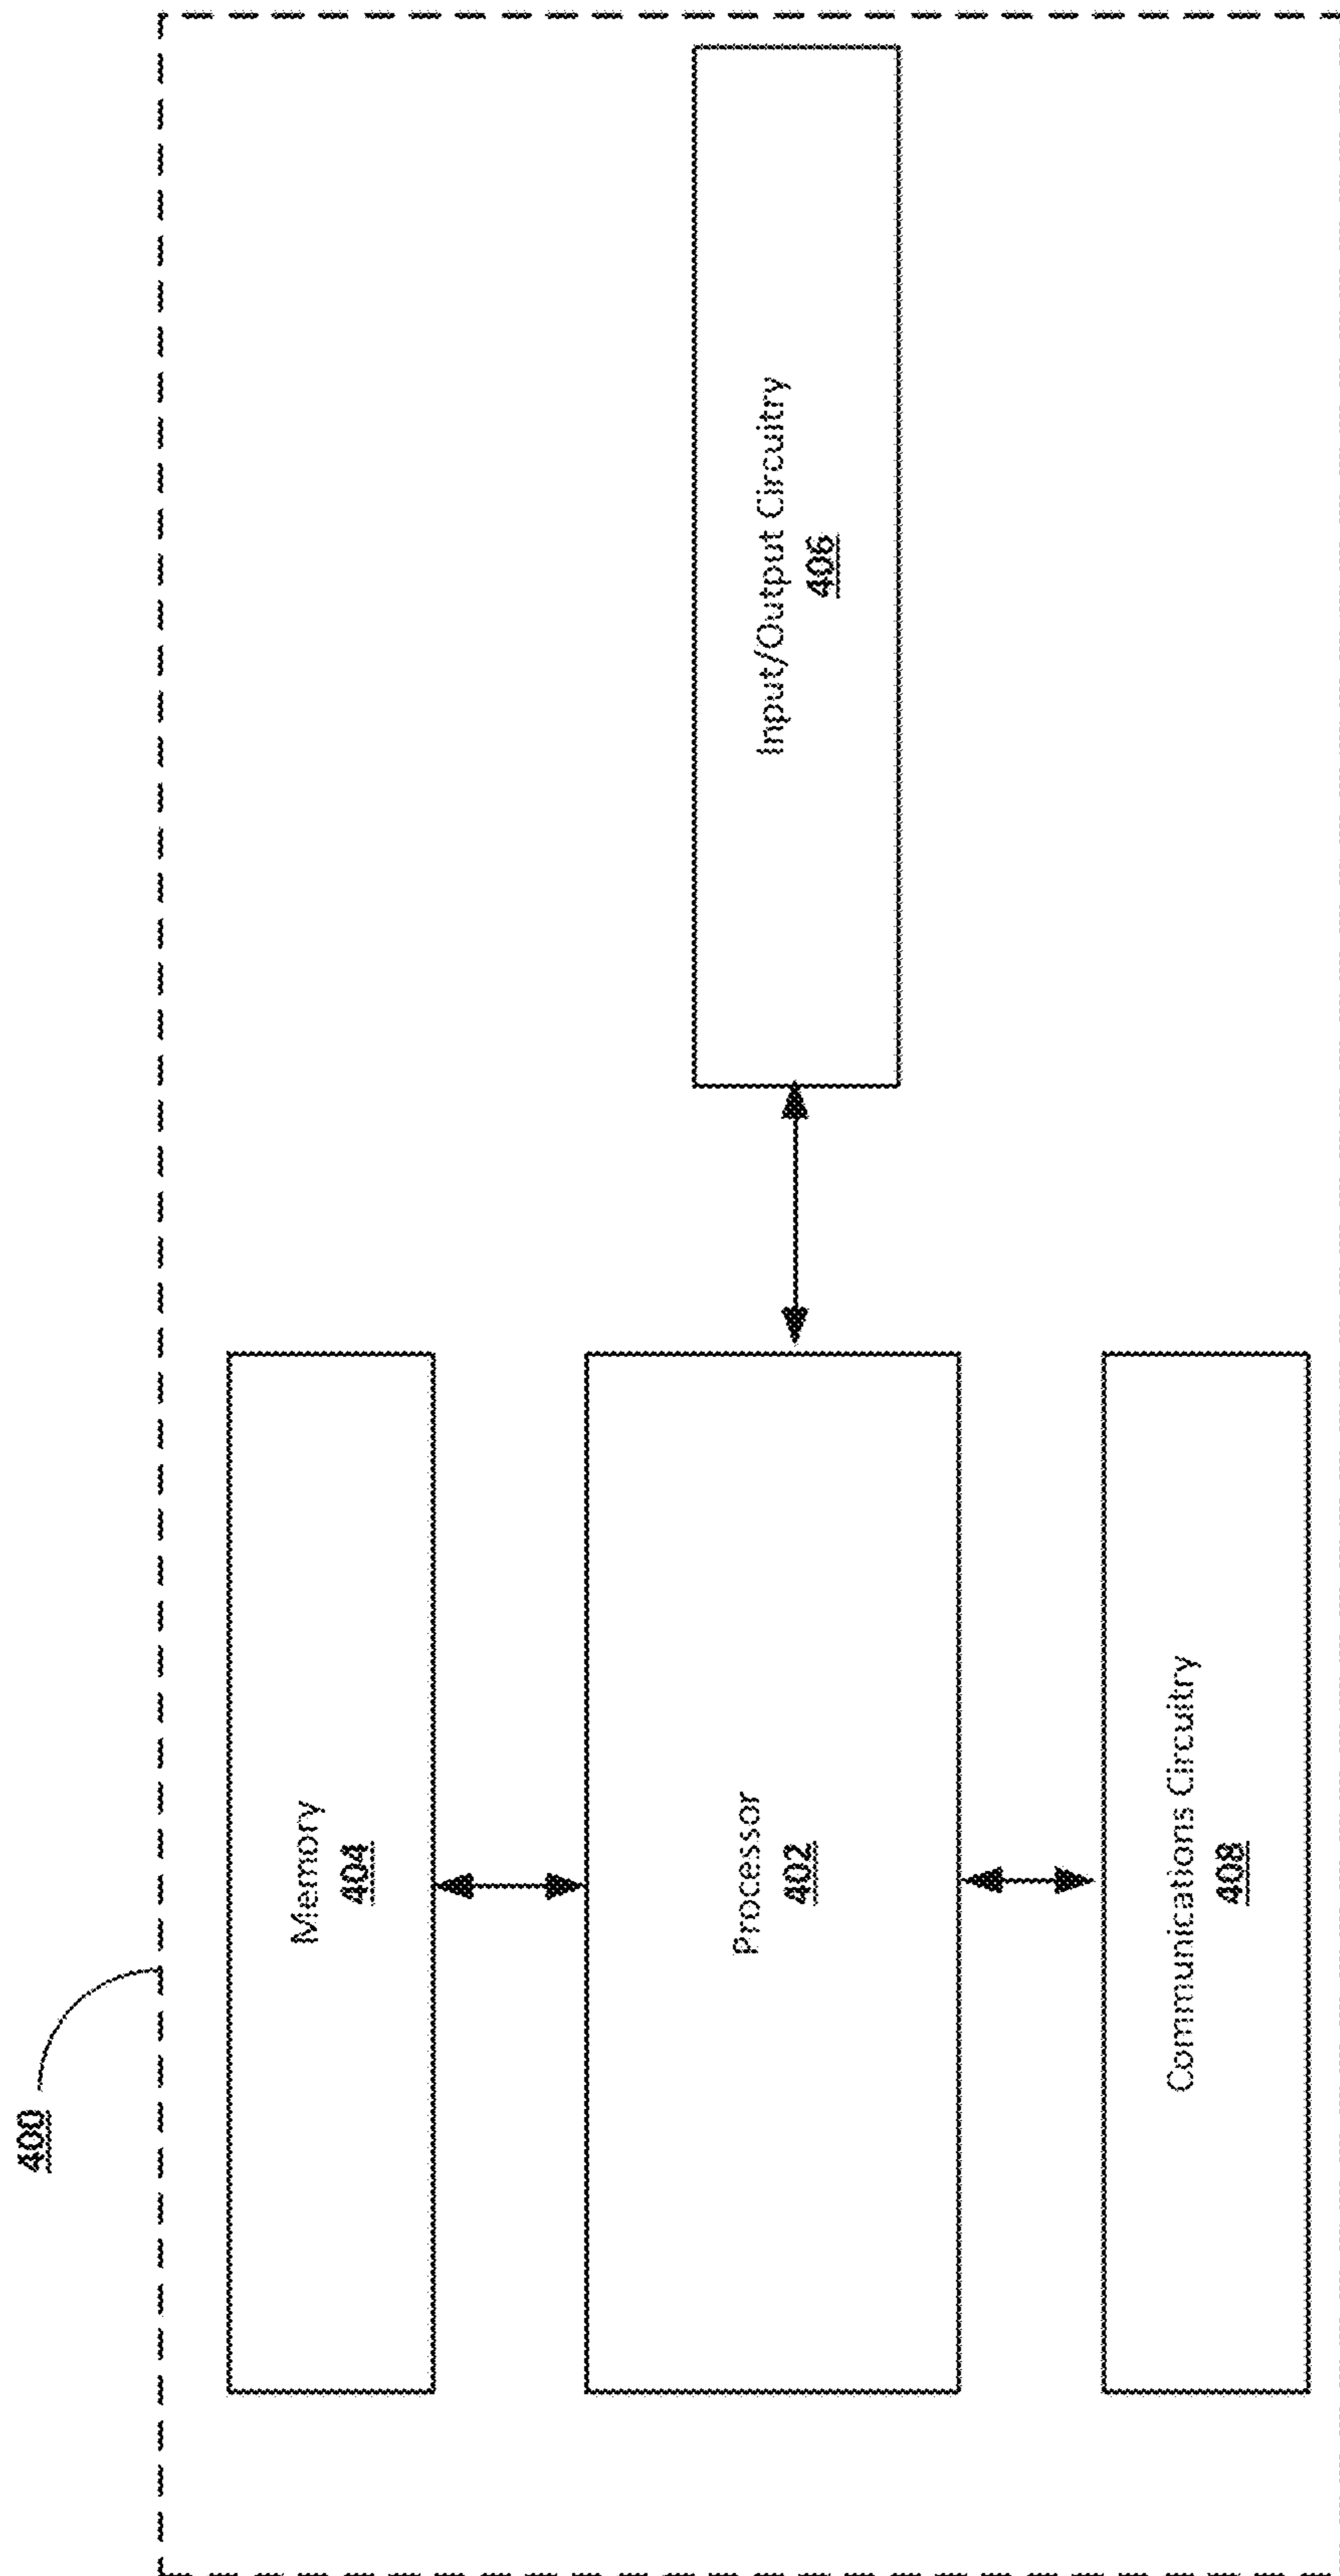 400
Memory
404
Processor
402
Input/Output Circuitry
406
Communications Circuitry
408